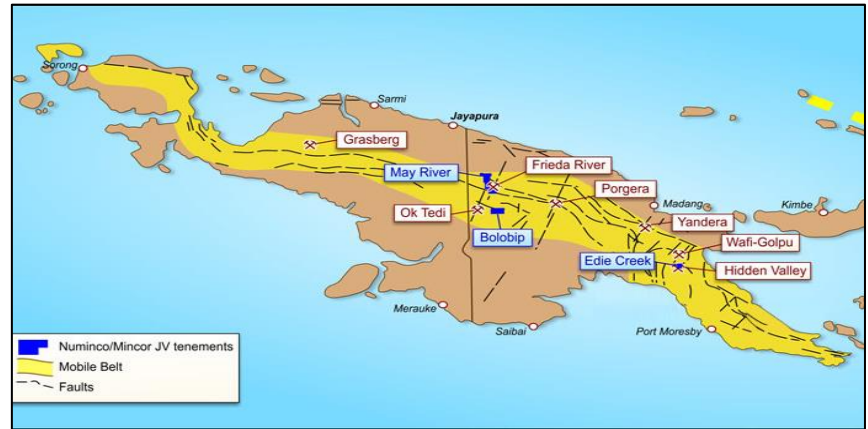 Sorong
Sarmi
Jayapura
Grasberg
May River
Frieda River
Porgera
Madang
Kimbe
Ok Tedi
Yandera
Bolobip
Wafi-Golpu
Edie Creek
Hidden Valley
Merauke
Saibai
Port Moresby
Numinco/Mincor JV tenements
Mobile Belt
Faults